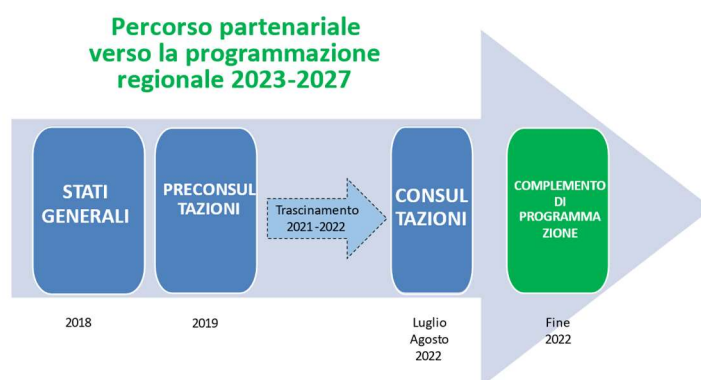 Percorso partenariale
verso la programmazione
regionale 2023-2027
STATI
GENERALI
PRECONSUL
TAZIONI
Trascinamento
2021-2022
CONSUL
TAZIONI
COMPLEMENTO
DI
PROGRAMMA
ZIONE
2018
2019
Luglio
Agosto
2022
Fine
2022